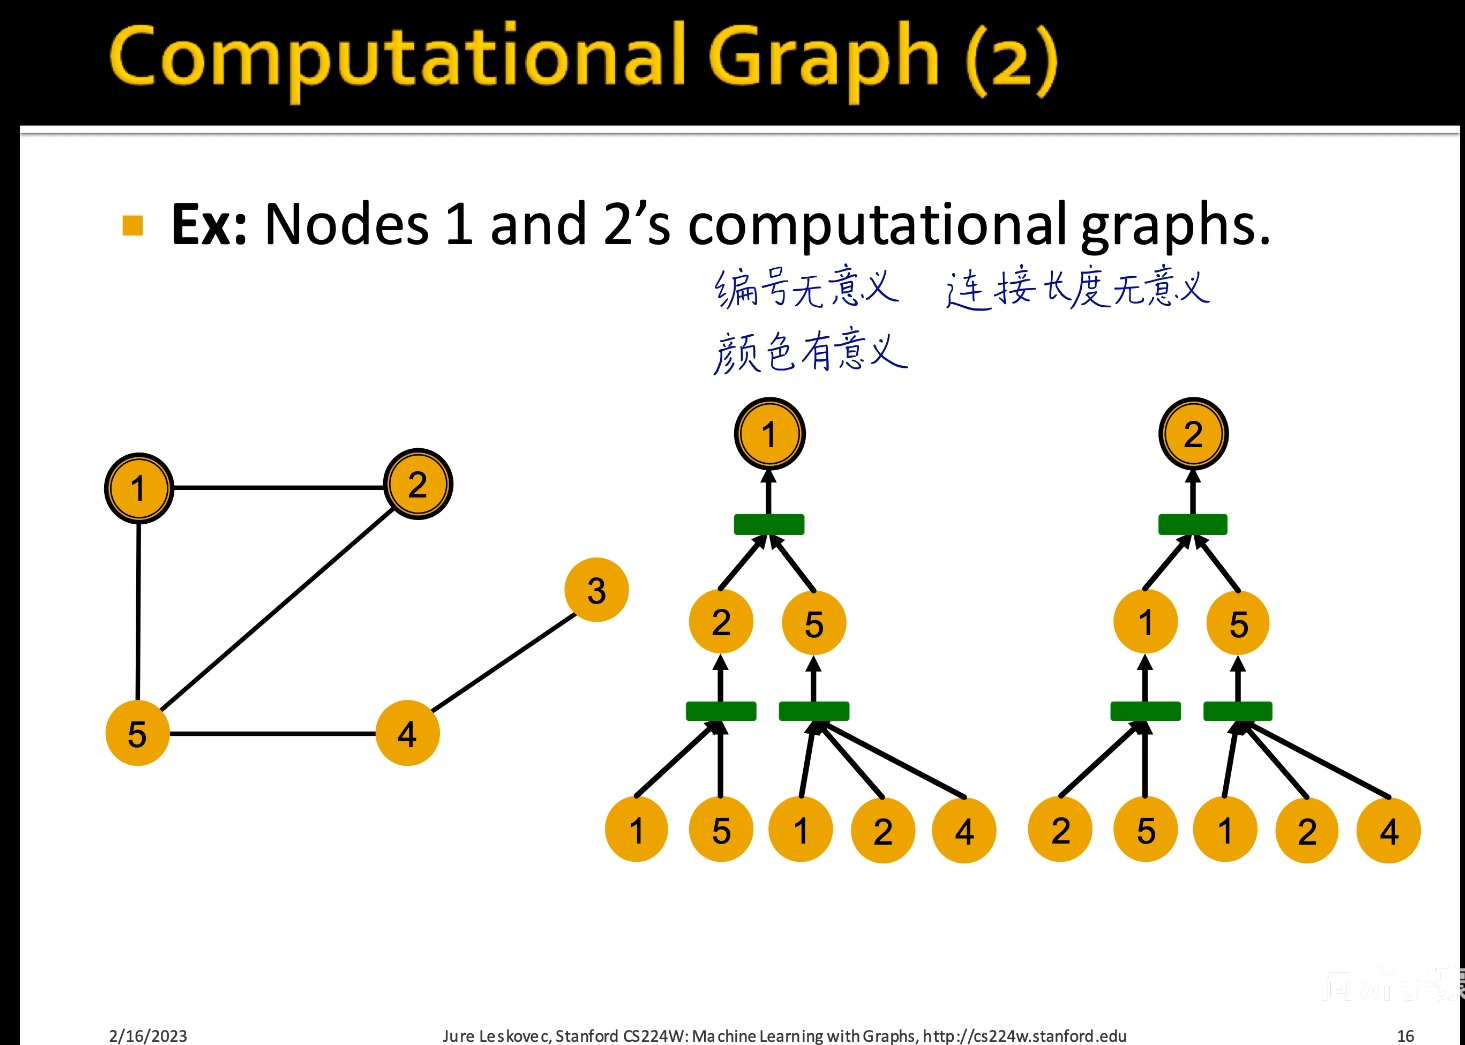 Computational Graph (2)
Ex: Nodes 1 and 2's computational graphs.
编号无意义 连接长度无意义
颜色有意义
1 2
1 2
3
2 5 1 5
5 4
1 5 1 2 4 2 5 1 2 4
2/16/2023 Jure Leskovec, Stanford CS224W: Machine Learning with Graphs, http://cs224w.stanford.edu 16